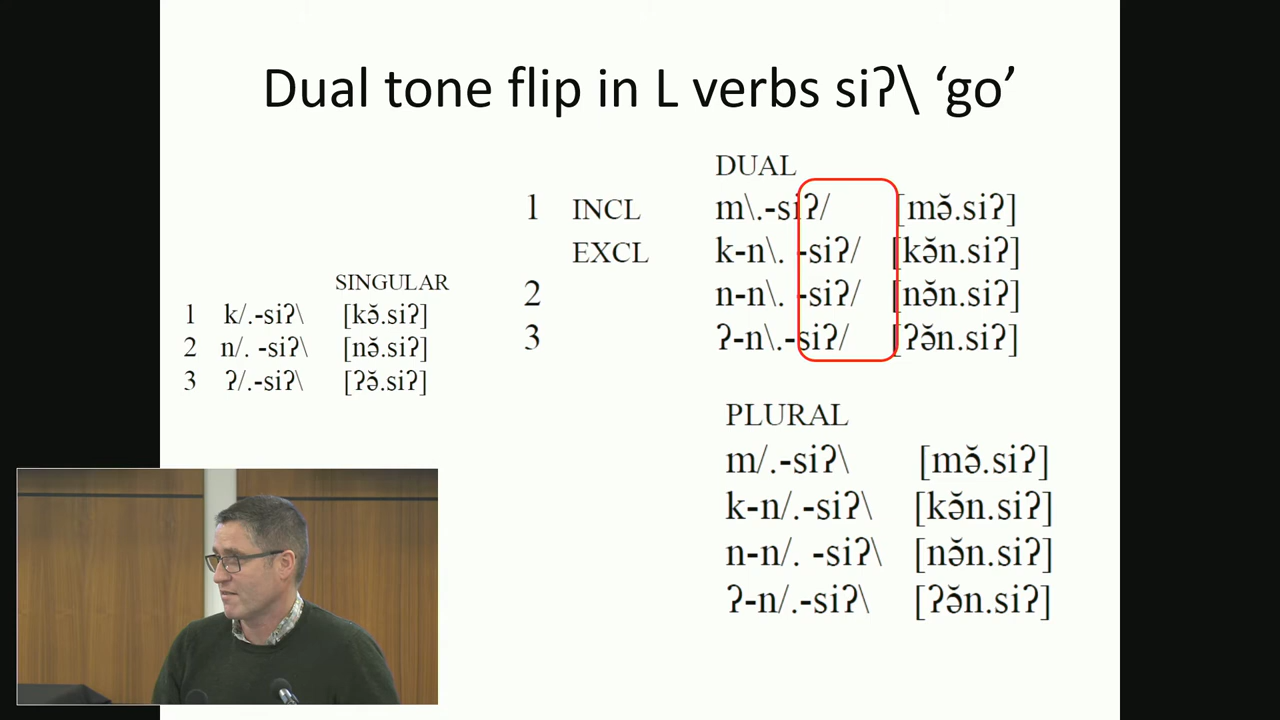 Dual tone flip in L verbs siʔ\ ‘go’
SINGULAR
1 k/.-siʔ\ [kə̌.siʔ]
2 n/. -siʔ\ [nə̌.siʔ]
3 ʔ/.-siʔ\ [ʔə̌.siʔ]
DUAL
1 INCL m\.-siʔ/ [mə̌.siʔ]
EXCL k-n\. -siʔ/ [kə̌n.siʔ]
2 n-n\. -siʔ/ [nə̌n.siʔ]
3 ʔ-n\.-siʔ/ [ʔə̌n.siʔ]
PLURAL
m/.-siʔ\ [mə̌.siʔ]
k-n/.-siʔ\ [kə̌n.siʔ]
n-n/. -siʔ\ [nə̌n.siʔ]
ʔ-n/.-siʔ\ [ʔə̌n.siʔ]